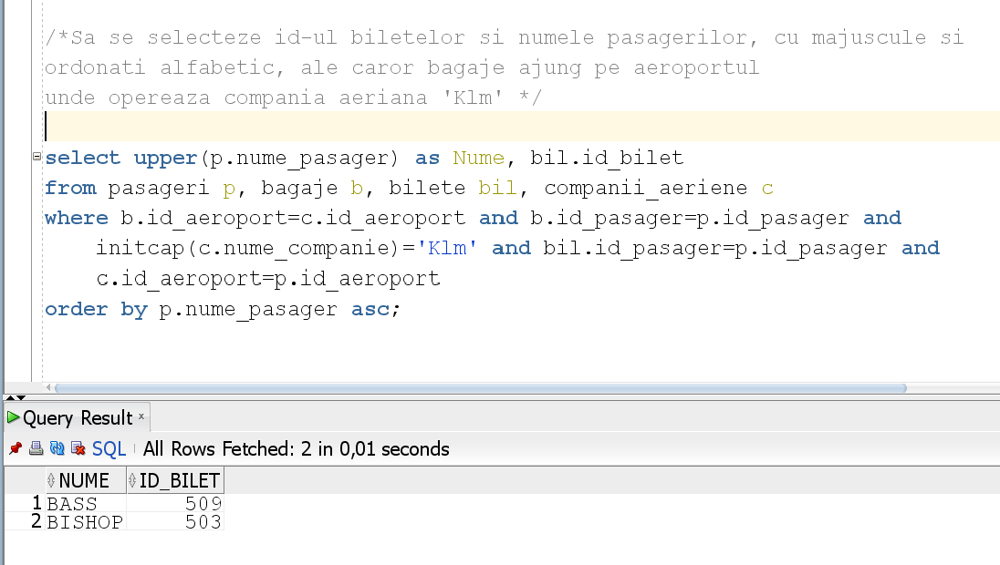 /*Sa se selecteze id-ul biletelor si numele pasagerilor, cu majuscule si
ordonati alfabetic, ale caror bagaje ajung pe aeroportul
unde opereaza compania aeriana 'Klm' */
select upper(p.nume_pasager) as Nume, bil.id_bilet
from pasageri p, bagaje b, bilete bil, companii_aeriene c
where b.id_aeroport=c.id_aeroport and b.id_pasager=p.id_pasager and
initcap(c.nume_companie)='Klm' and bil.id_pasager=p.id_pasager and
c.id_aeroport=p.id_aeroport
order by p.nume_pasager asc;
Query Result x
SQL | All Rows Fetched: 2 in 0,01 seconds
NUME ID_BILET
1 BASS 509
2 BISHOP 503